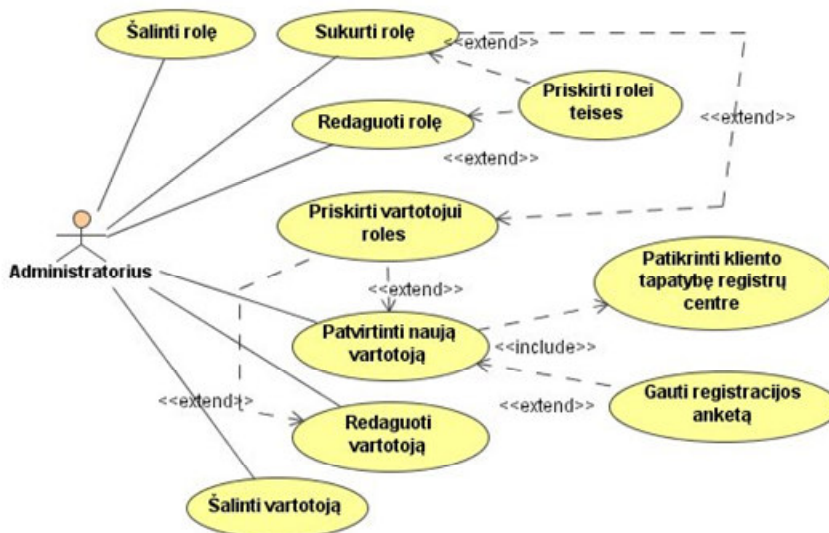 Šalinti rolę
Sukurti rolę
<<extend>>
Priskirti rolei
teises
Redaguoti rolę
<<extend>>
<<extend>>
Priskirti vartotojui
roles
Administratorius
Patikrinti kliento
tapatybę registrų
centre
<<extend>>
Patvirtinti naują
vartotoją
<<include>>
Gauti registracijos
anketą
<<extend>>
<<extend>>
Redaguoti
vartotoją
Šalinti vartotoją